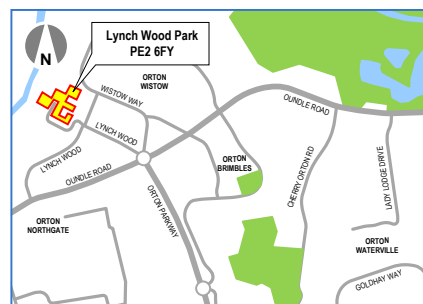 Lynch Wood Park
PE2 6FY
N
ORTON
WISTOW
WISTOW WAY
OUNDLE ROAD
LYNCH WOOD
LYNCH WOOD
OUNDLE ROAD
ORTON
BRIMBLES
CHERRY ORTON RD
LADY LODGE DRIVE
ORTON PARKWAY
ORTON
NORTHGATE
ORTON
WATERVILLE
GOLDHAY WAY